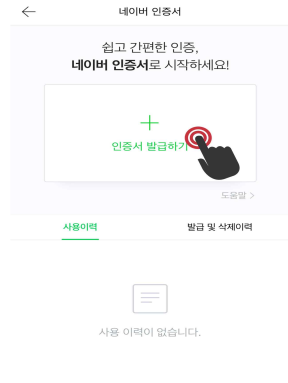 네이버 인증서
쉽고 간편한 인증,
네이버 인증서로 시작하세요!
인증서 발급하기
도움말 >
사용이력 발급 및 삭제이력
사용 이력이 없습니다.